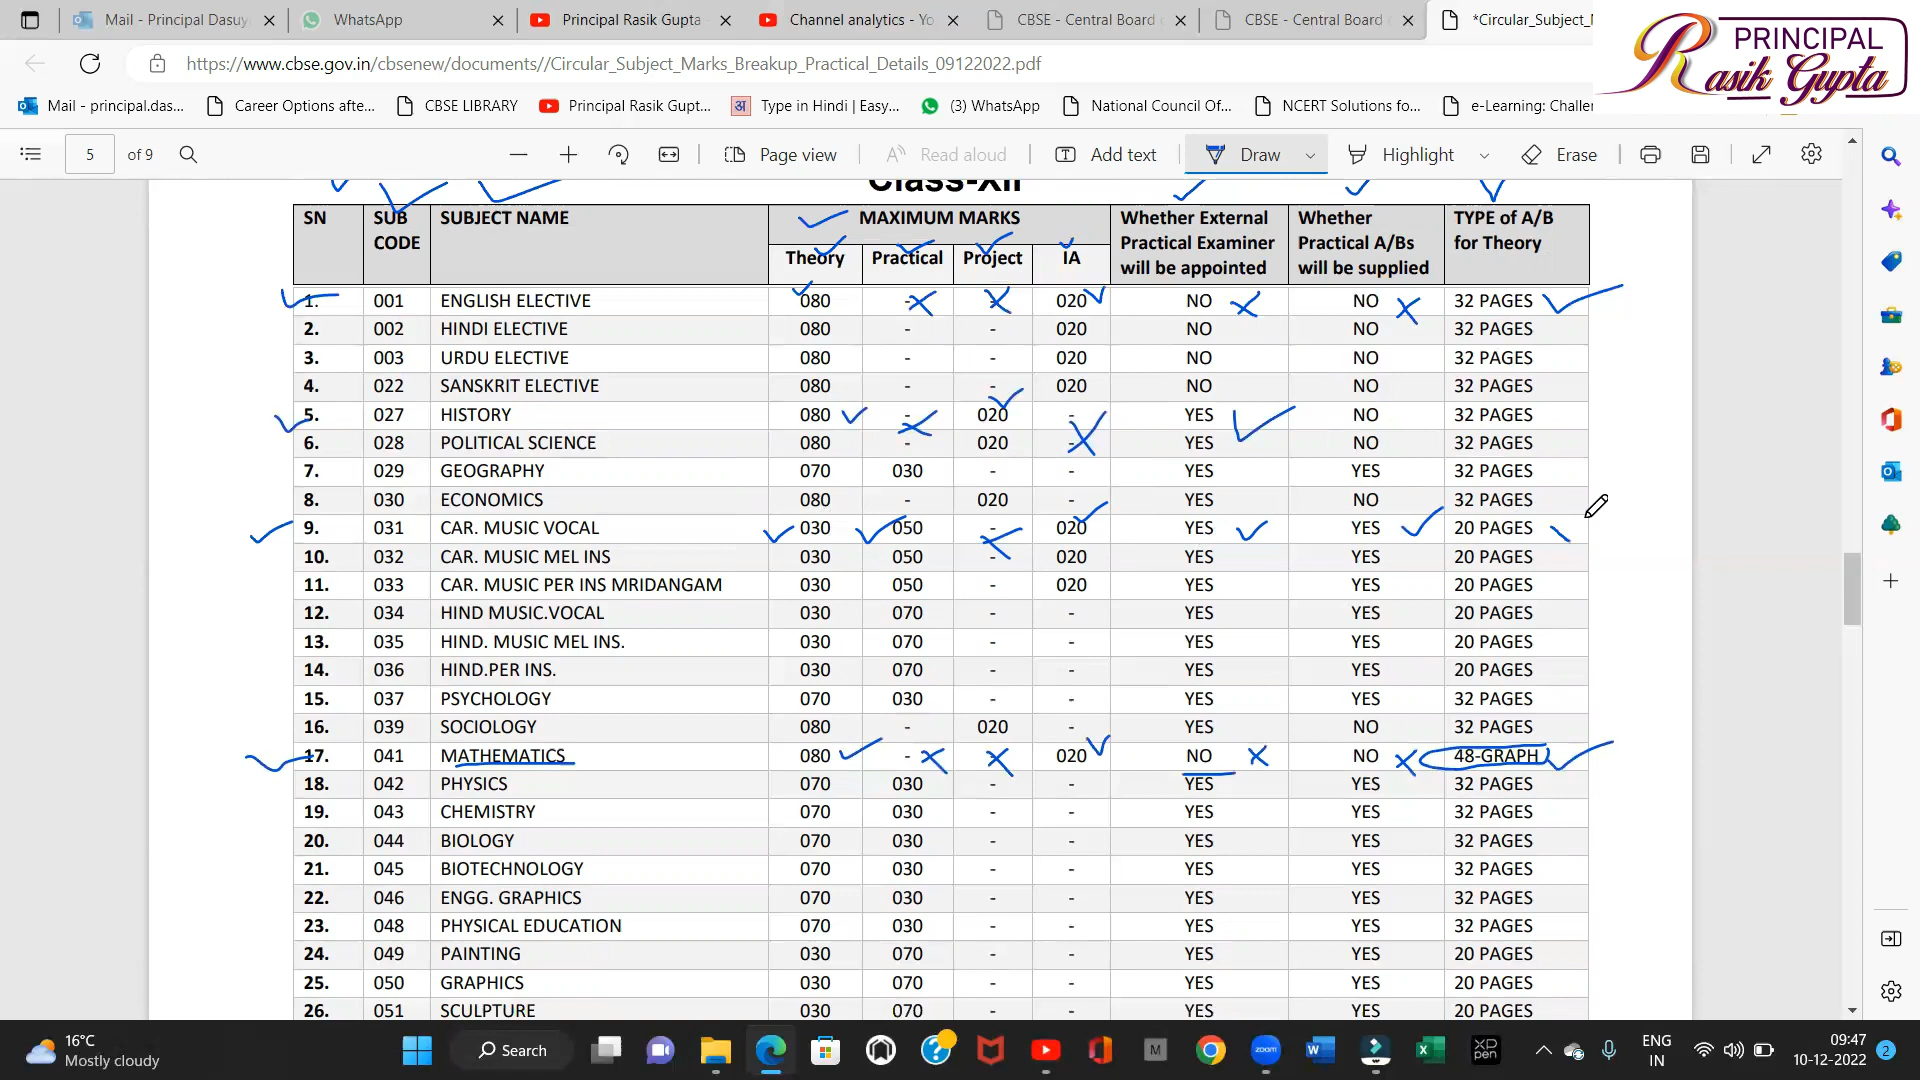 Mail - Principal Dasuy
WhatsApp
Principal Rasik Gupta
Channel analytics - Yo
CBSE - Central Board
CBSE - Central Board
*Circular_Subject_
PRINCIPAL
Rasik Gupta
https://www.cbse.gov.in/cbsenew/documents//Circular_Subject_Marks_Breakup_Practical_Details_09122022.pdf
Mail - principal.das...
Career Options afte...
CBSE LIBRARY
Principal Rasik Gupt...
अ
Type in Hindi | Easy...
(3) WhatsApp
National Council Of...
NCERT Solutions fo...
e-Learning: Challen
5 of 9
Page view
Read aloud
Add text
Draw
Highlight
Erase
Class-XII
SN SUB CODE SUBJECT NAME MAXIMUM MARKS Whether External Practical Examiner will be appointed Whether Practical A/Bs will be supplied TYPE of A/B for Theory
Theory Practical Project IA
1. 001 ENGLISH ELECTIVE 080 - - 020 NO NO 32 PAGES
2. 002 HINDI ELECTIVE 080 - - 020 NO NO 32 PAGES
3. 003 URDU ELECTIVE 080 - - 020 NO NO 32 PAGES
4. 022 SANSKRIT ELECTIVE 080 - - 020 NO NO 32 PAGES
5. 027 HISTORY 080 - 020 - YES NO 32 PAGES
6. 028 POLITICAL SCIENCE 080 - 020 - YES NO 32 PAGES
7. 029 GEOGRAPHY 070 030 - - YES YES 32 PAGES
8. 030 ECONOMICS 080 - 020 - YES NO 32 PAGES
9. 031 CAR. MUSIC VOCAL 030 050 - 020 YES YES 20 PAGES
10. 032 CAR. MUSIC MEL INS 030 050 - 020 YES YES 20 PAGES
11. 033 CAR. MUSIC PER INS MRIDANGAM 030 050 - 020 YES YES 20 PAGES
12. 034 HIND MUSIC.VOCAL 030 070 - - YES YES 20 PAGES
13. 035 HIND. MUSIC MEL INS. 030 070 - - YES YES 20 PAGES
14. 036 HIND.PER INS. 030 070 - - YES YES 20 PAGES
15. 037 PSYCHOLOGY 070 030 - - YES YES 32 PAGES
16. 039 SOCIOLOGY 080 - 020 - YES NO 32 PAGES
17. 041 MATHEMATICS 080 - - 020 NO NO 48-GRAPH
18. 042 PHYSICS 070 030 - - YES YES 32 PAGES
19. 043 CHEMISTRY 070 030 - - YES YES 32 PAGES
20. 044 BIOLOGY 070 030 - - YES YES 32 PAGES
21. 045 BIOTECHNOLOGY 070 030 - - YES YES 32 PAGES
22. 046 ENGG. GRAPHICS 070 030 - - YES YES 32 PAGES
23. 048 PHYSICAL EDUCATION 070 030 - - YES YES 32 PAGES
24. 049 PAINTING 030 070 - - YES YES 20 PAGES
25. 050 GRAPHICS 030 070 - - YES YES 20 PAGES
26. 051 SCULPTURE 030 070 - - YES YES 20 PAGES
16°C
Mostly cloudy
Search
zoom
M
XD
pen
ENG
IN
09:47
10-12-2022
2